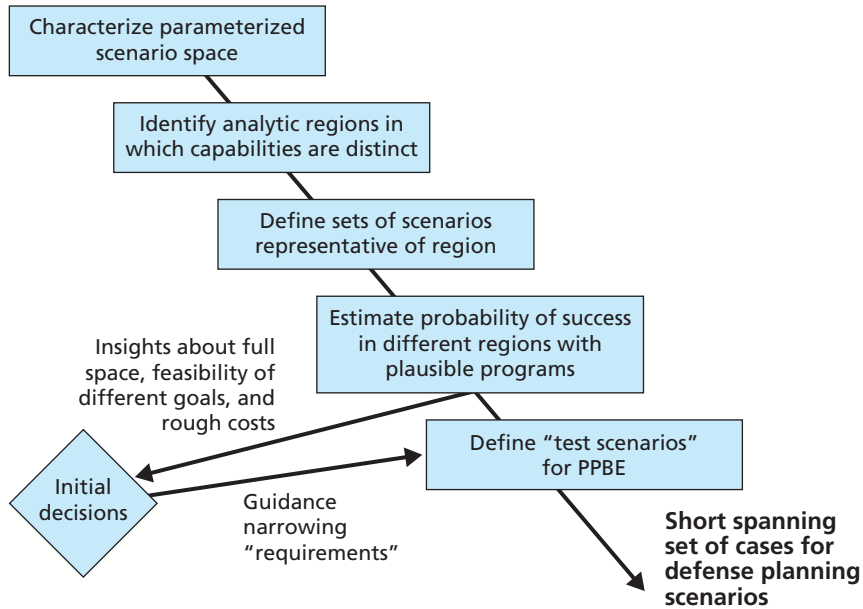 Characterize parameterized
scenario space
Identify analytic regions in
which capabilities are distinct
Define sets of scenarios
representative of region
Estimate probability of success
in different regions with
plausible programs
Insights about full
space, feasibility of
different goals, and
rough costs
Define “test scenarios”
for PPBE
Initial
decisions
Guidance
narrowing
“requirements”
Short spanning
set of cases for
defense planning
scenarios